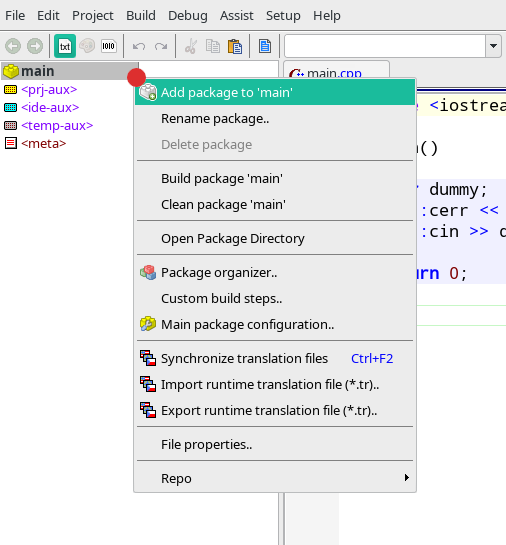 File Edit Project Build Debug Assist Setup Help
txt 1010
main
<prj-aux>
<ide-aux>
<temp-aux>
<meta>
main.cpp
Add package to 'main'
Rename package..
Delete package
Build package 'main'
Clean package 'main'
Open Package Directory
Package organizer..
Custom build steps..
Main package configuration..
Synchronize translation files Ctrl+F2
Import runtime translation file (*.tr)..
Export runtime translation file (*.tr)..
File properties..
Repo
<iostrea
()
dummy;
:cerr <<
:cin >>
0;